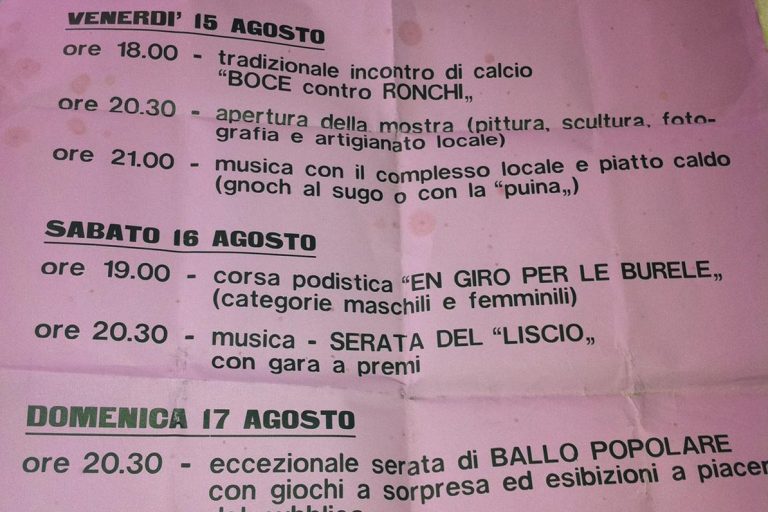 VENERDI' 15 AGOSTO
ore 18.00 - tradizionale incontro di calcio
“BOCE contro RONCHI„
ore 20.30 - apertura della mostra (pittura, scultura, foto-
grafia e artigianato locale)
ore 21.00 - musica con il complesso locale e piatto caldo
(gnoch al sugo o con la “puina„)
SABATO 16 AGOSTO
ore 19.00 - corsa podistica “EN GIRO PER LE BURELE„
(categorie maschili e femminili)
ore 20.30 - musica - SERATA DEL “LISCIO„
con gara a premi
DOMENICA 17 AGOSTO
ore 20.30 - eccezionale serata di BALLO POPOLARE
con giochi a sorpresa ed esibizioni a piacer